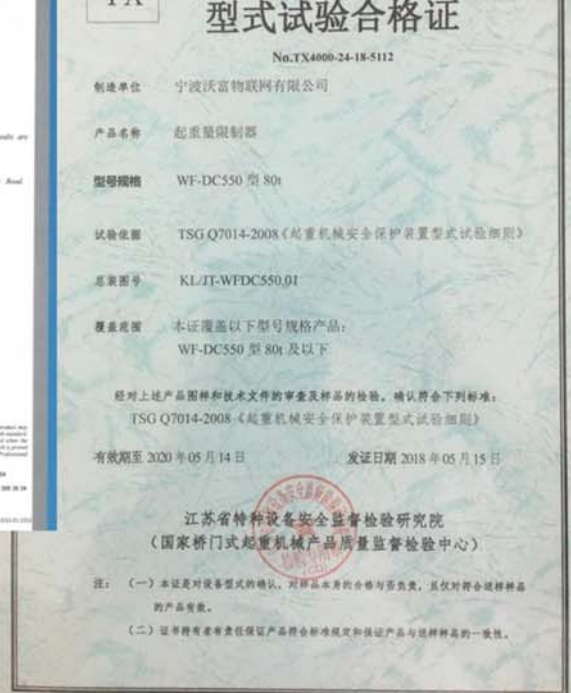 型式试验合格证
No.TX4000-24-18-5112
制造单位 宁波沃富物联网有限公司
产品名称 起重量限制器
型号规格 WF-DC550 型 80t
试验依据 TSG Q7014-2008《起重机械安全保护装置型式试验细则》
总装图号 KL/JT-WFDC550.01
覆盖范围 本证覆盖以下型号规格产品：
WF-DC550 型 80t 及以下
经对上述产品图样和技术文件的审查及样品的检验，确认符合下列标准：
TSG Q7014-2008《起重机械安全保护装置型式试验细则》
有效期至 2020 年 05 月 14 日 发证日期 2018 年 05 月 15 日
江苏省特种设备安全监督检验研究院
（国家桥门式起重机械产品质量监督检验中心）
注： （一）本证是对设备型式的确认，对样品本身的合格与否负责，且仅对符合送样样品
的产品有效。
（二）证书持有者有责任保证产品符合标准规定和保证产品与送样样品的一致性。